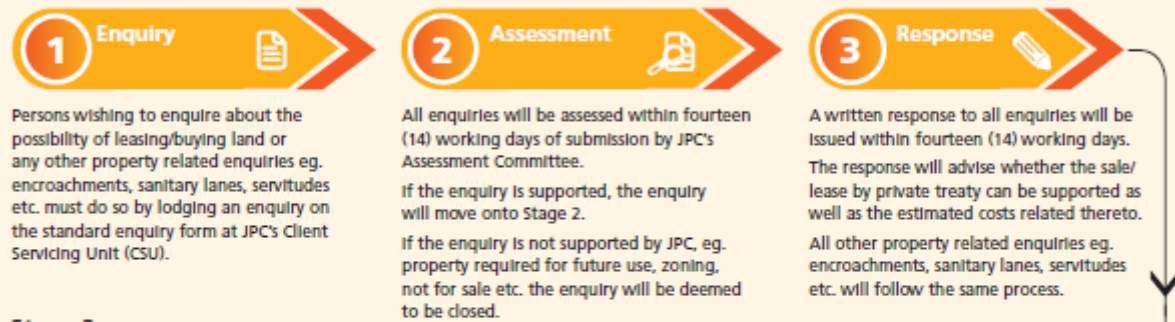 1 Enquiry
Persons wishing to enquire about the
possibility of leasing/buying land or
any other property related enquiries eg.
encroachments, sanitary lanes, servitudes
etc. must do so by lodging an enquiry on
the standard enquiry form at JPC's Client
Servicing Unit (CSU).
2 Assessment
All enquiries will be assessed within fourteen
(14) working days of submission by JPC's
Assessment Committee.
If the enquiry is supported, the enquiry
will move onto Stage 2.
If the enquiry is not supported by JPC, eg.
property required for future use, zoning,
not for sale etc. the enquiry will be deemed
to be closed.
3 Response
A written response to all enquiries will be
issued within fourteen (14) working days.
The response will advise whether the sale/
lease by private treaty can be supported as
well as the estimated costs related thereto.
All other property related enquiries eg.
encroachments, sanitary lanes, servitudes
etc. will follow the same process.